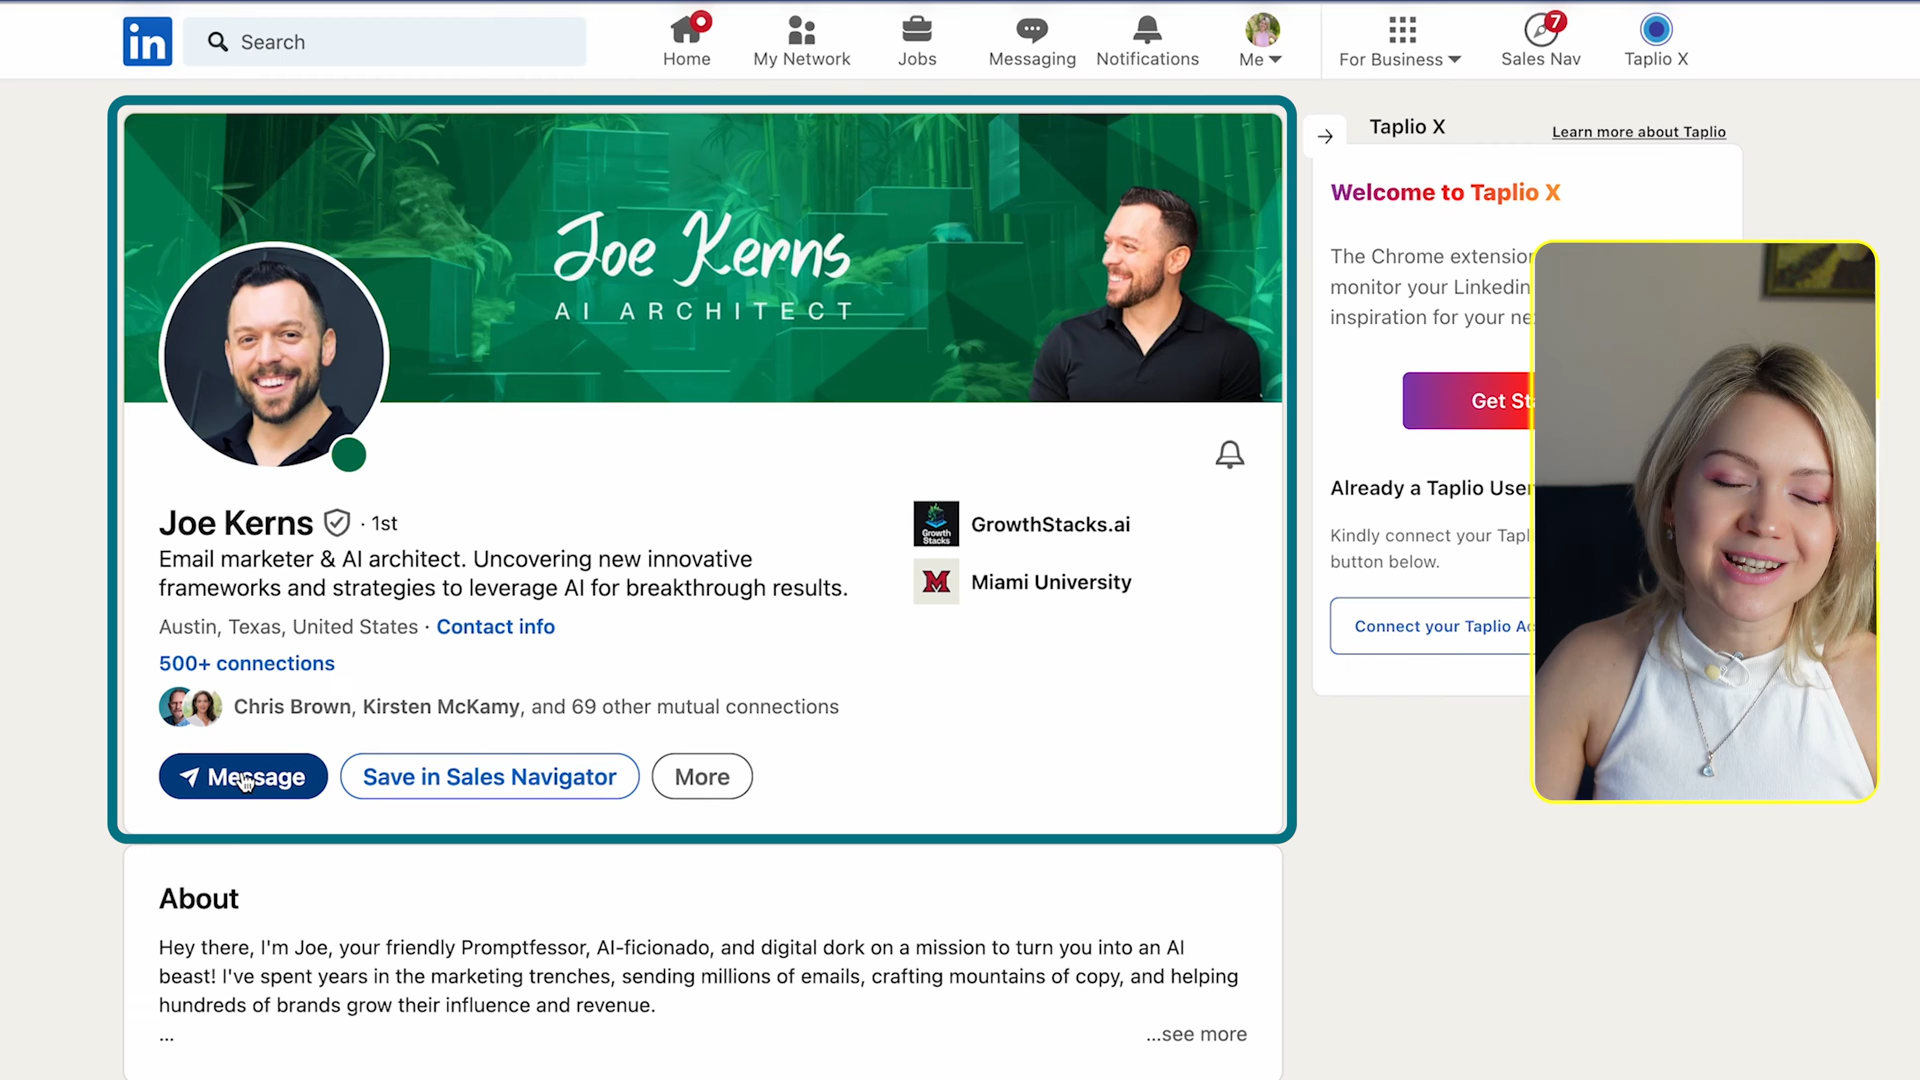 in
Search
Home
My Network
Jobs
Messaging
Notifications
Me
For Business
7
Sales Nav
Taplio X
Joe Kerns
AI ARCHITECT
Taplio X
Learn more about Taplio
Welcome to Taplio X
The Chrome
monitor your Linkedin
inspiration for your
Get
Already a Taplio
Kindly connect your
button below.
Connect your Taplio
Joe Kerns · 1st
Email marketer & AI architect. Uncovering new innovative
frameworks and strategies to leverage AI for breakthrough results.
Austin, Texas, United States · Contact info
500+ connections
Chris Brown, Kirsten McKamy, and 69 other mutual connections
Growth
Stacks
GrowthStacks.ai
M
Miami University
Message
Save in Sales Navigator
More
About
Hey there, I'm Joe, your friendly Promptfessor, AI-ficionado, and digital dork on a mission to turn you into an AI
beast! I've spent years in the marketing trenches, sending millions of emails, crafting mountains of copy, and helping
hundreds of brands grow their influence and revenue.
...
...see more